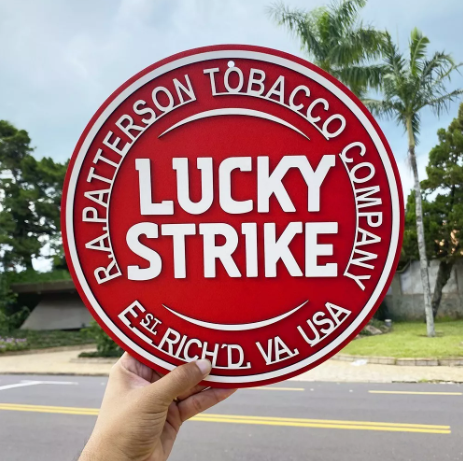 R.A.PATTERSON TOBACCO COMPANY
LUCKY
STRIKE
EST. RICH'D. VA. USA